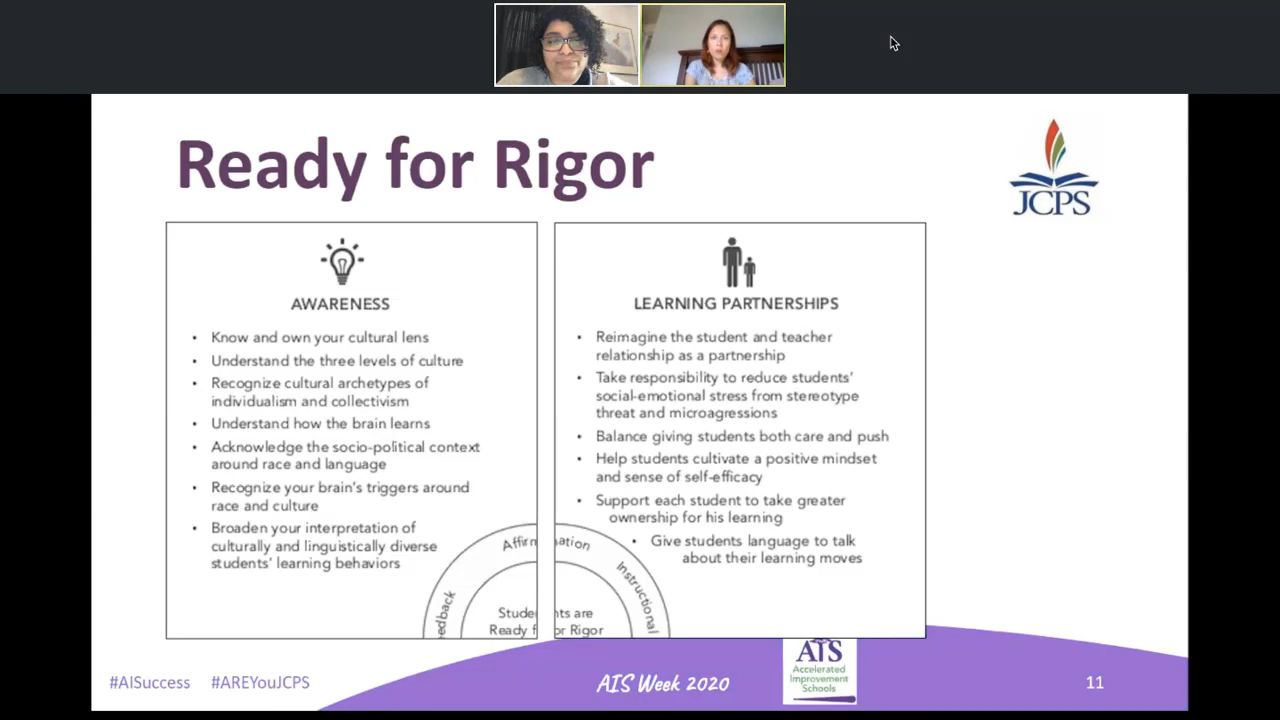 Ready for Rigor
JCPS
AWARENESS
• Know and own your cultural lens
• Understand the three levels of culture
• Recognize cultural archetypes of
individualism and collectivism
• Understand how the brain learns
• Acknowledge the socio-political context
around race and language
• Recognize your brain's triggers around
race and culture
• Broaden your interpretation of
culturally and linguistically diverse
students' learning behaviors
LEARNING PARTNERSHIPS
• Reimagine the student and teacher
relationship as a partnership
• Take responsibility to reduce students'
social-emotional stress from stereotype
threat and microagressions
• Balance giving students both care and push
• Help students cultivate a positive mindset
and sense of self-efficacy
• Support each student to take greater
ownership for his learning
• Give students language to talk
about their learning moves
Affirmation
Instructional
edback
Students are
Ready for Rigor
#AISuccess #AREYouJCPS
AIS Week 2020
AIS
Accelerated
Improvement
Schools
11